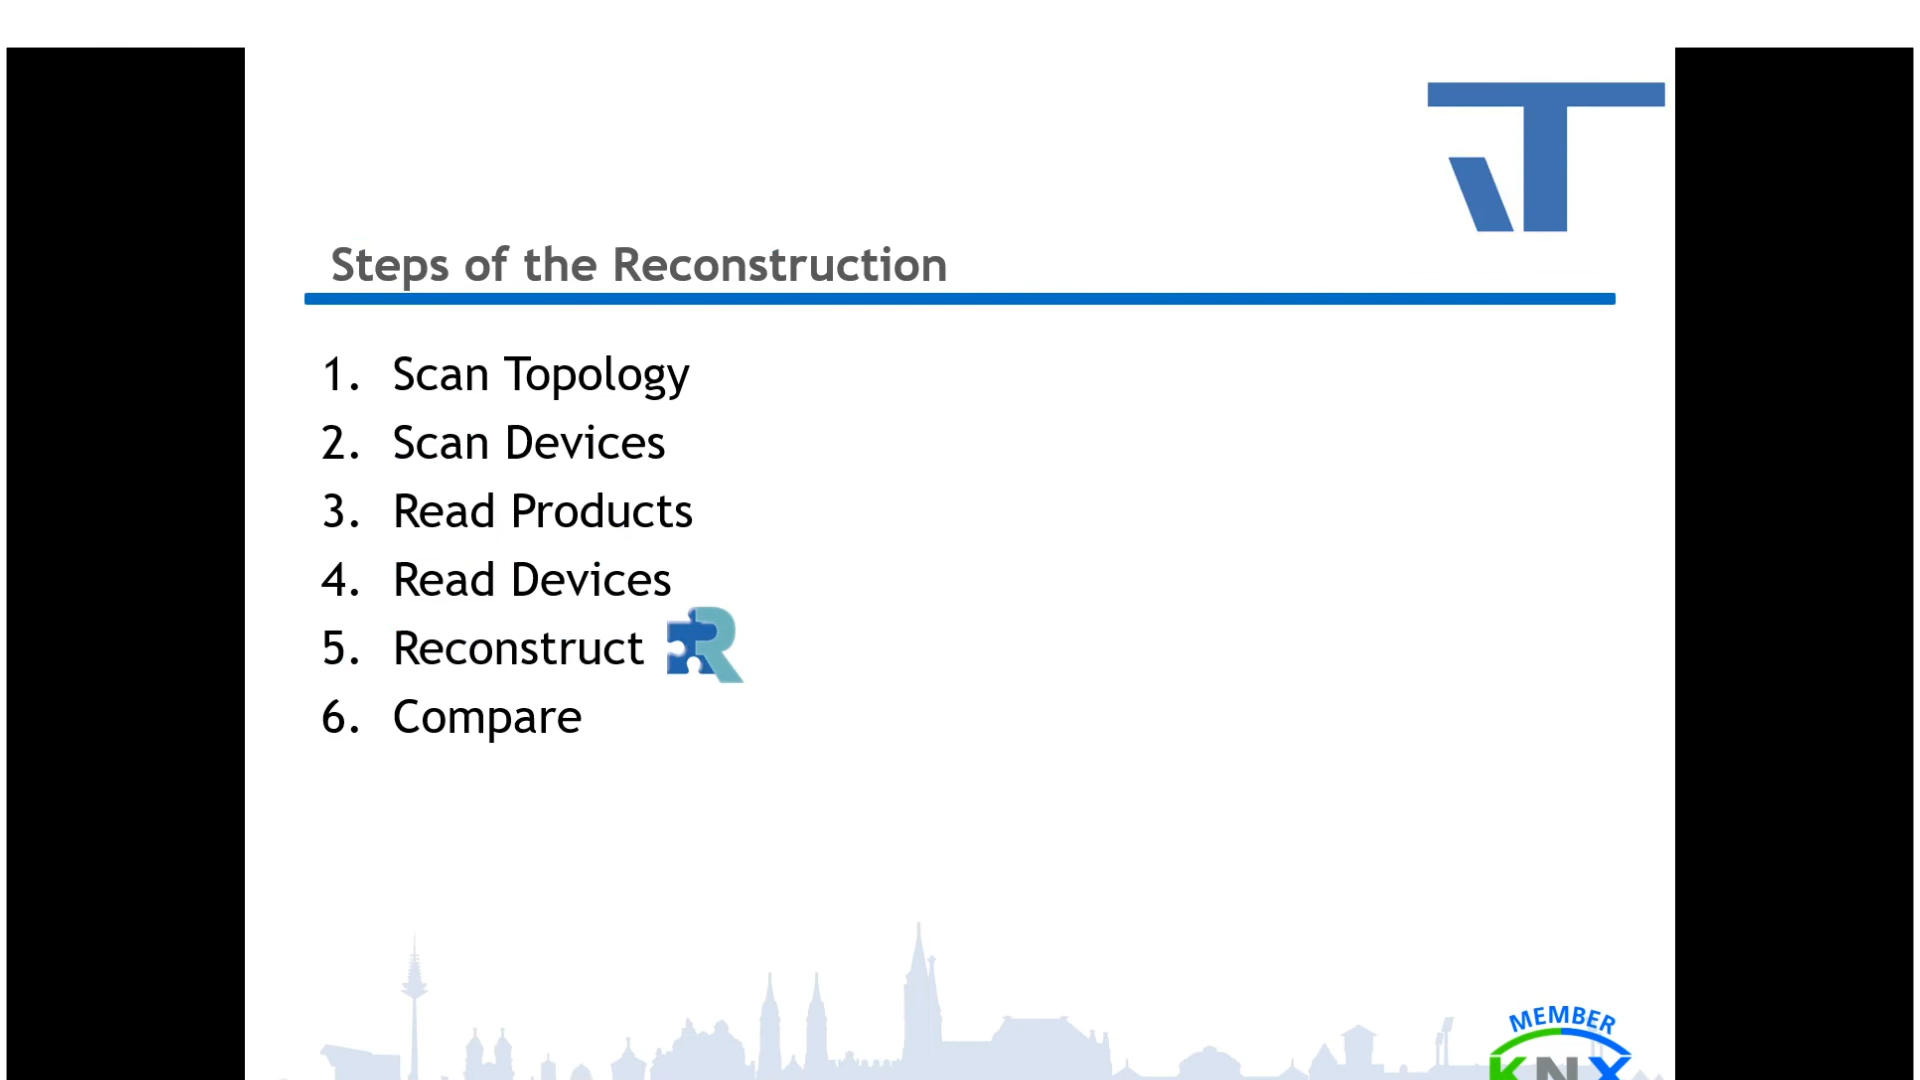 Steps of the Reconstruction
1. Scan Topology
2. Scan Devices
3. Read Products
4. Read Devices
5. Reconstruct R
6. Compare
MEMBER
KNX